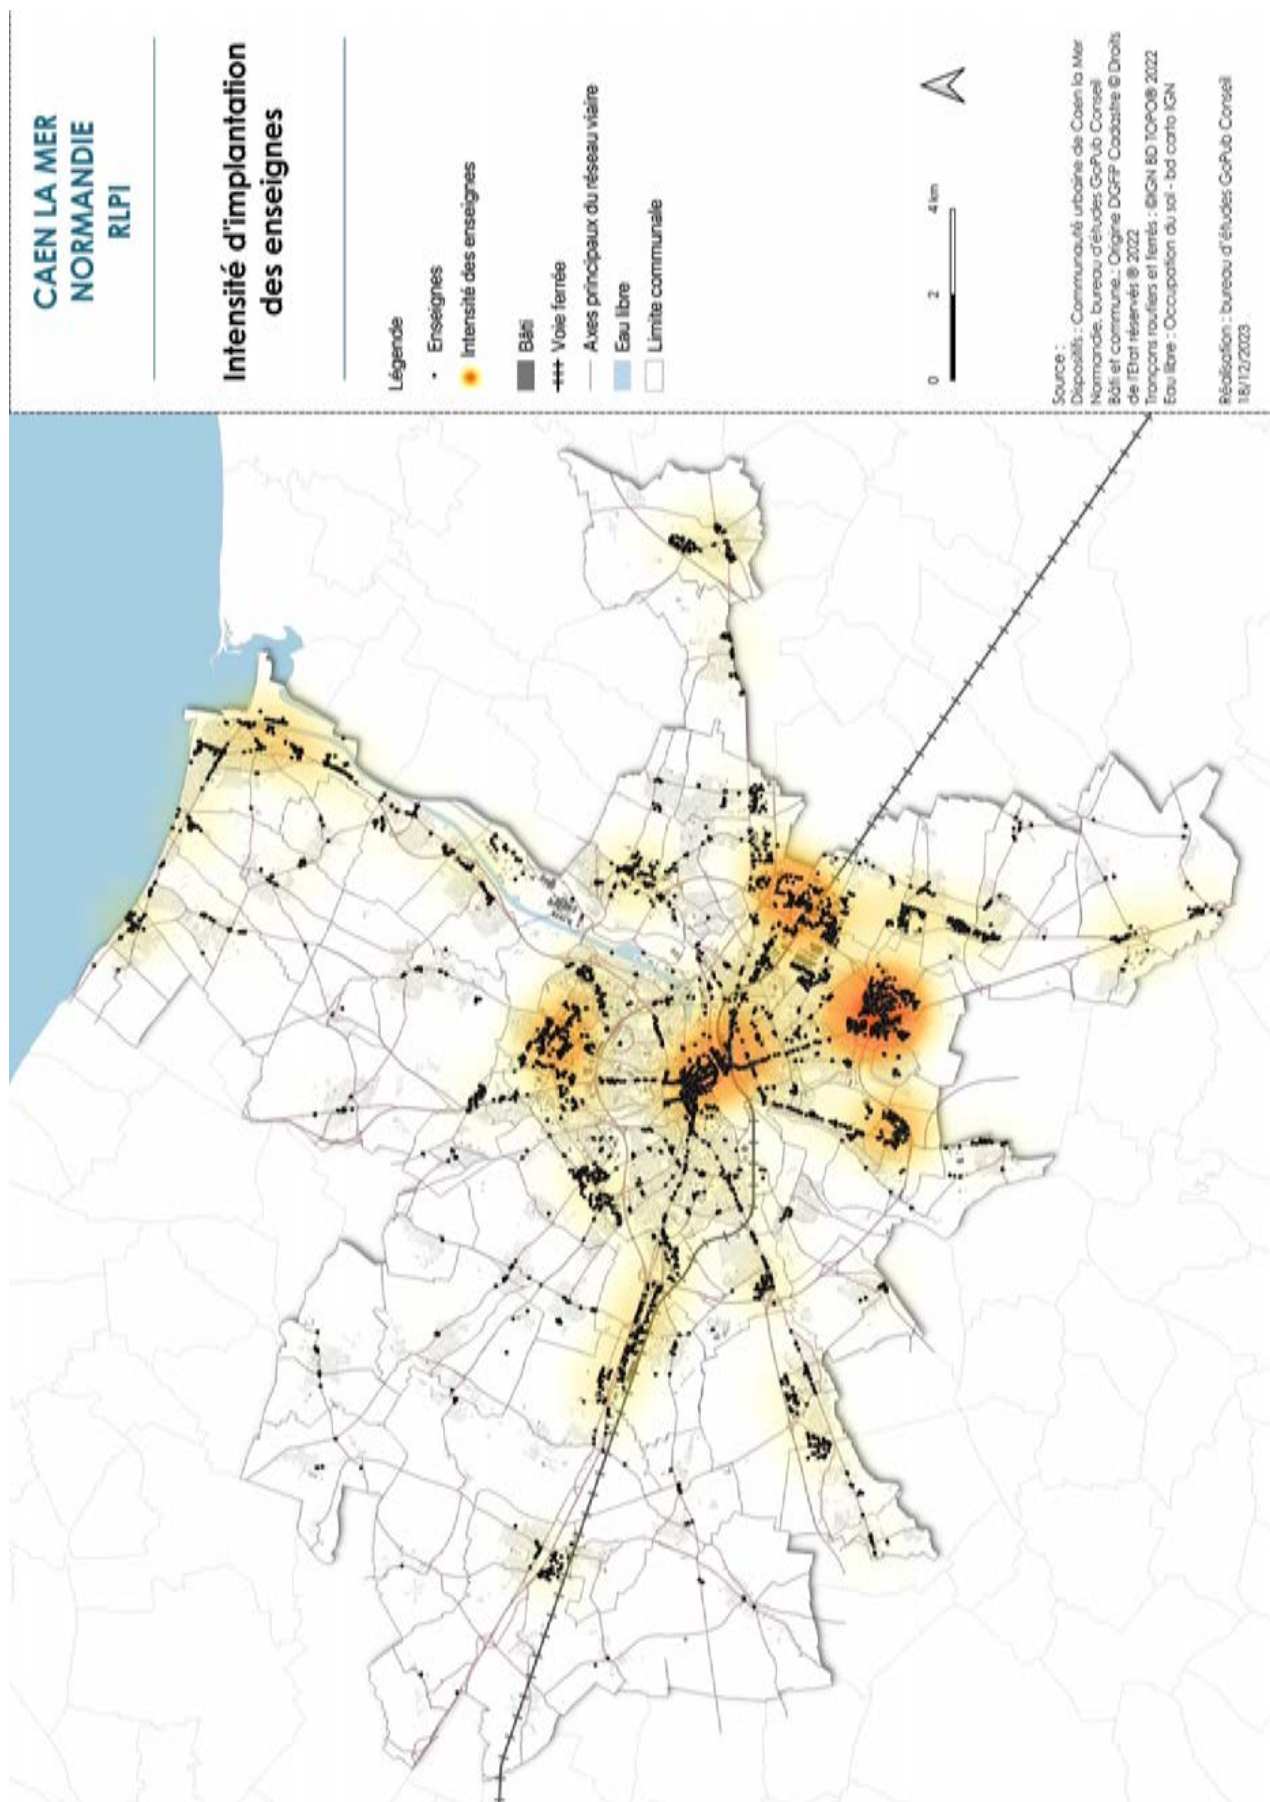 CAEN LA MER
NORMANDIE
RLPI
Intensité d'implantation
des enseignes
Légende
Enseignes
Intensité des enseignes
Bâti
Voie ferrée
Axes principaux du réseau viaire
Eau libre
Limite communale
0 2 4 km
Source :
Dispositifs : Communauté urbaine de Caen la Mer
Normandie, bureau d'études GoPub Conseil
Bâti et commune : Origine DGFiP Cadastre © Droits
de l'Etat réservés ® 2022
Tronçons routiers et ferrés : ©IGN BD TOPO® 2022
Eau libre : Occupation du sol - bd carto IGN
Réalisation : bureau d'études GoPub Conseil
18/12/2023